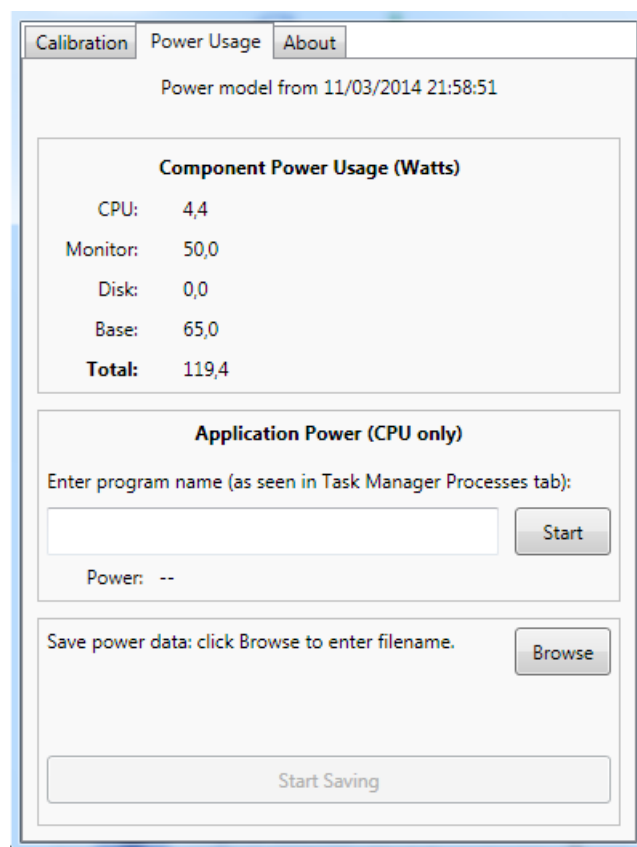 Calibration Power Usage About
Power model from 11/03/2014 21:58:51
Component Power Usage (Watts)
CPU: 4,4
Monitor: 50,0
Disk: 0,0
Base: 65,0
Total: 119,4
Application Power (CPU only)
Enter program name (as seen in Task Manager Processes tab):
Start
Power: --
Save power data: click Browse to enter filename.
Browse
Start Saving